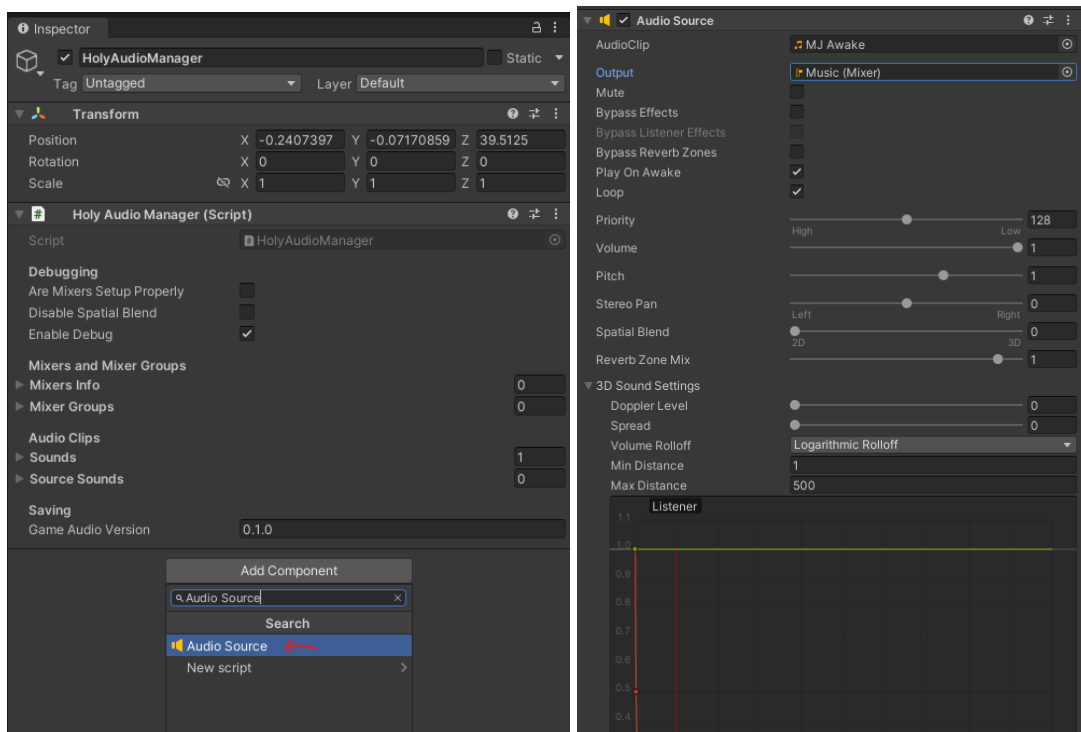 Inspector
HolyAudioManager
Static
Tag Untagged Layer Default
Transform
Position X -0.2407397 Y -0.07170859 Z 39.5125
Rotation X 0 Y 0 Z 0
Scale X 1 Y 1 Z 1
# Holy Audio Manager (Script)
Script # HolyAudioManager
Debugging
Are Mixers Setup Properly
Disable Spatial Blend
Enable Debug
Mixers and Mixer Groups
Mixers Info 0
Mixer Groups 0
Audio Clips
Sounds 1
Source Sounds 0
Saving
Game Audio Version 0.1.0
Add Component
Audio Source
Search
Audio Source
New script
Audio Source
AudioClip MJ Awake
Output Music (Mixer)
Mute
Bypass Effects
Bypass Listener Effects
Bypass Reverb Zones
Play On Awake
Loop
Priority 128
High Low
Volume 1
Pitch 1
Stereo Pan 0
Left Right
Spatial Blend 0
2D 3D
Reverb Zone Mix 1
3D Sound Settings
Doppler Level 0
Spread 0
Volume Rolloff Logarithmic Rolloff
Min Distance 1
Max Distance 500
Listener
1.1
1.0
0.9
0.8
0.7
0.6
0.5
0.4